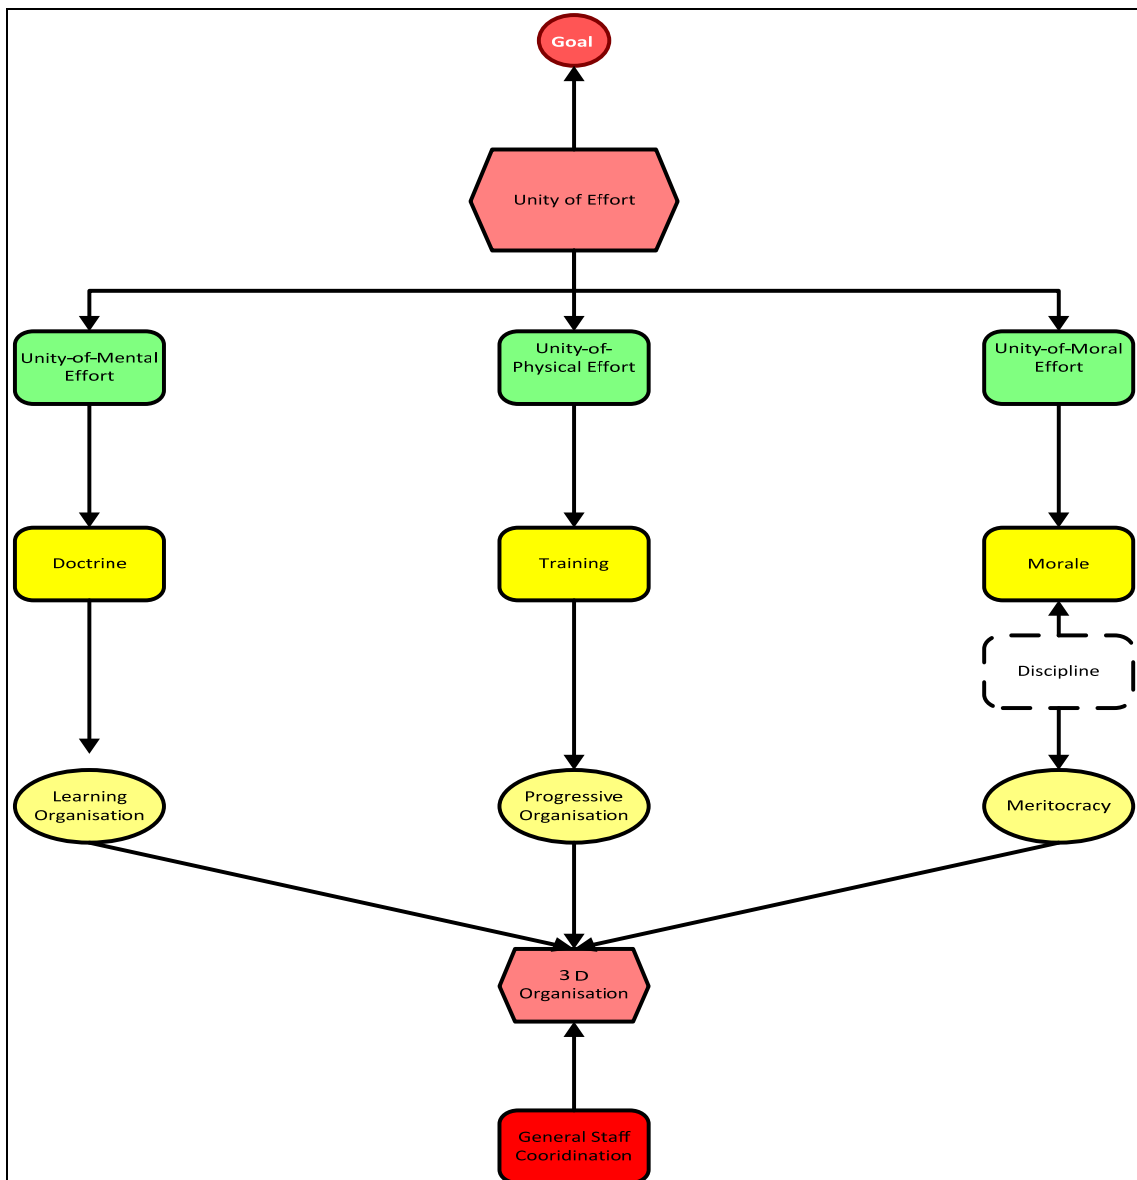 Goal
Unity of Effort
Unity-of-Mental
Effort
Unity-of-
Physical Effort
Unity-of-Moral
Effort
Doctrine
Training
Morale
Discipline
Learning
Organisation
Progressive
Organisation
Meritocracy
3 D
Organisation
General Staff
Cooridination